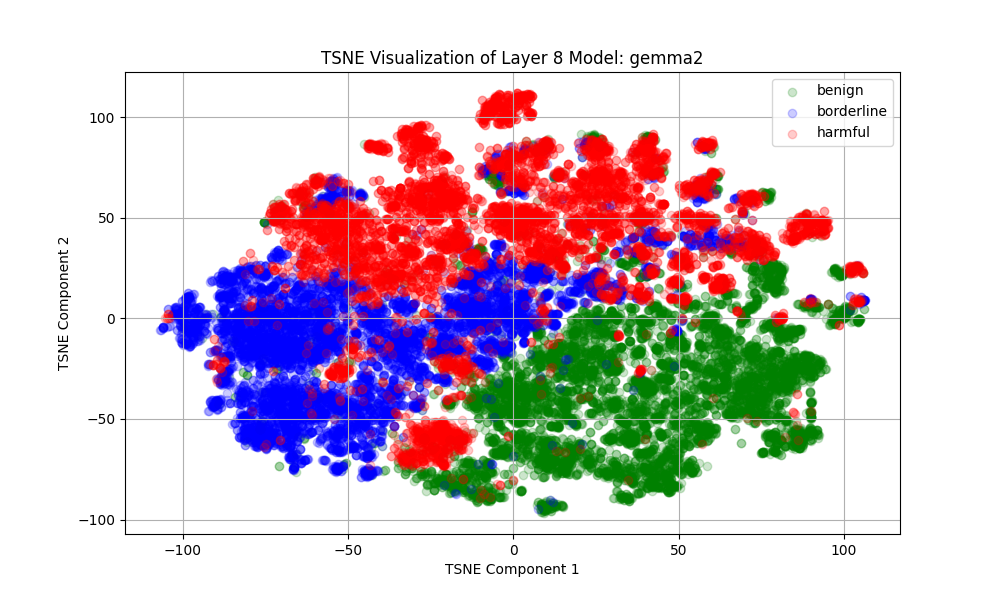 TSNE Visualization of Layer 8 Model: gemma2
benign
borderline
harmful
100
50
0
−50
−100
TSNE Component 2
−100
−50
0
50
100
TSNE Component 1